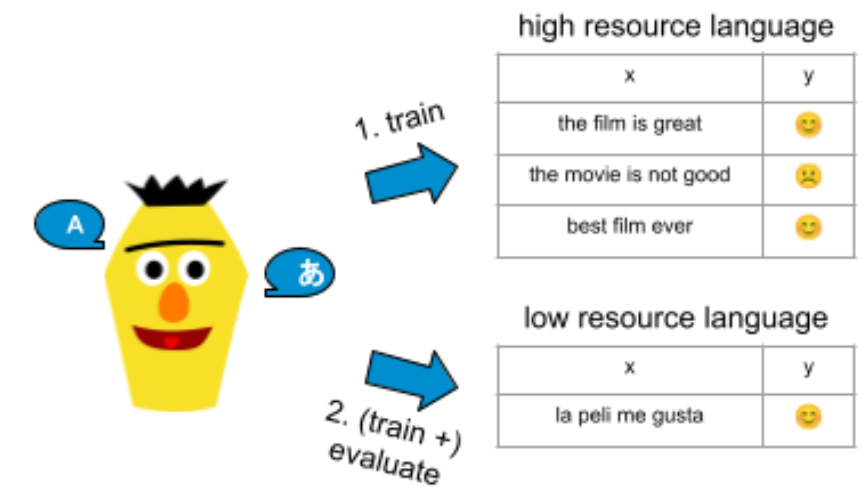 high resource language
x y
the film is great 😊
the movie is not good ☹️
best film ever 😊
1. train
A
あ
low resource language
x y
la peli me gusta 😊
2. (train +)
evaluate